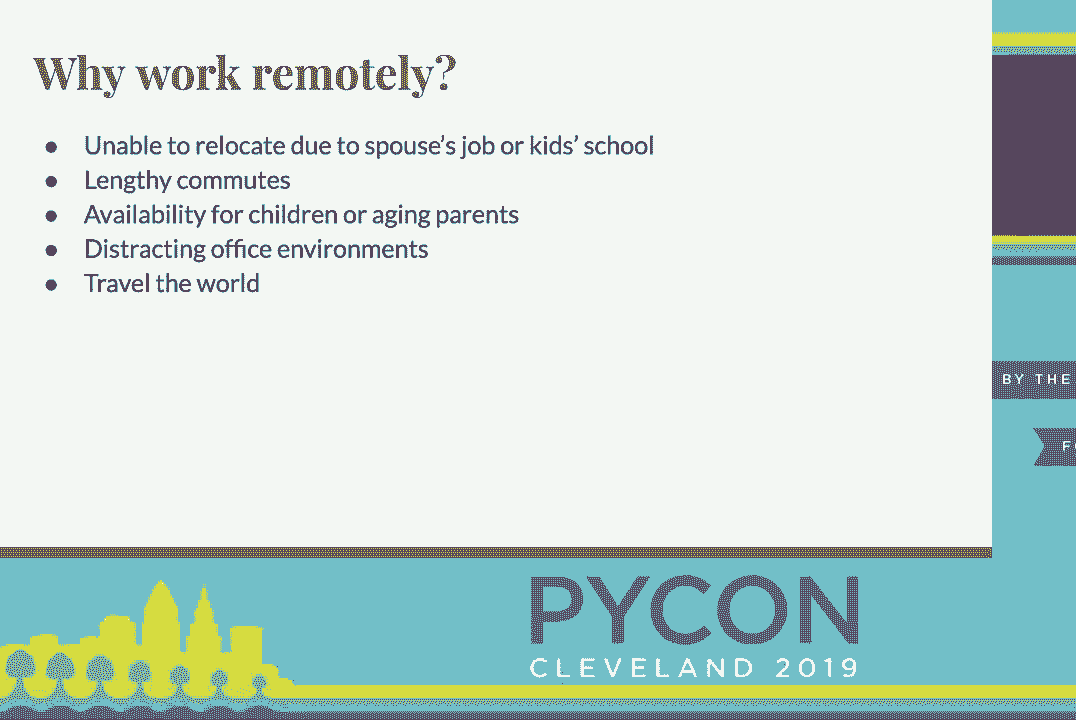 Why work remotely?
● Unable to relocate due to spouse’s job or kids’ school
● Lengthy commutes
● Availability for children or aging parents
● Distracting office environments
● Travel the world
BY THE
PYCON
CLEVELAND 2019